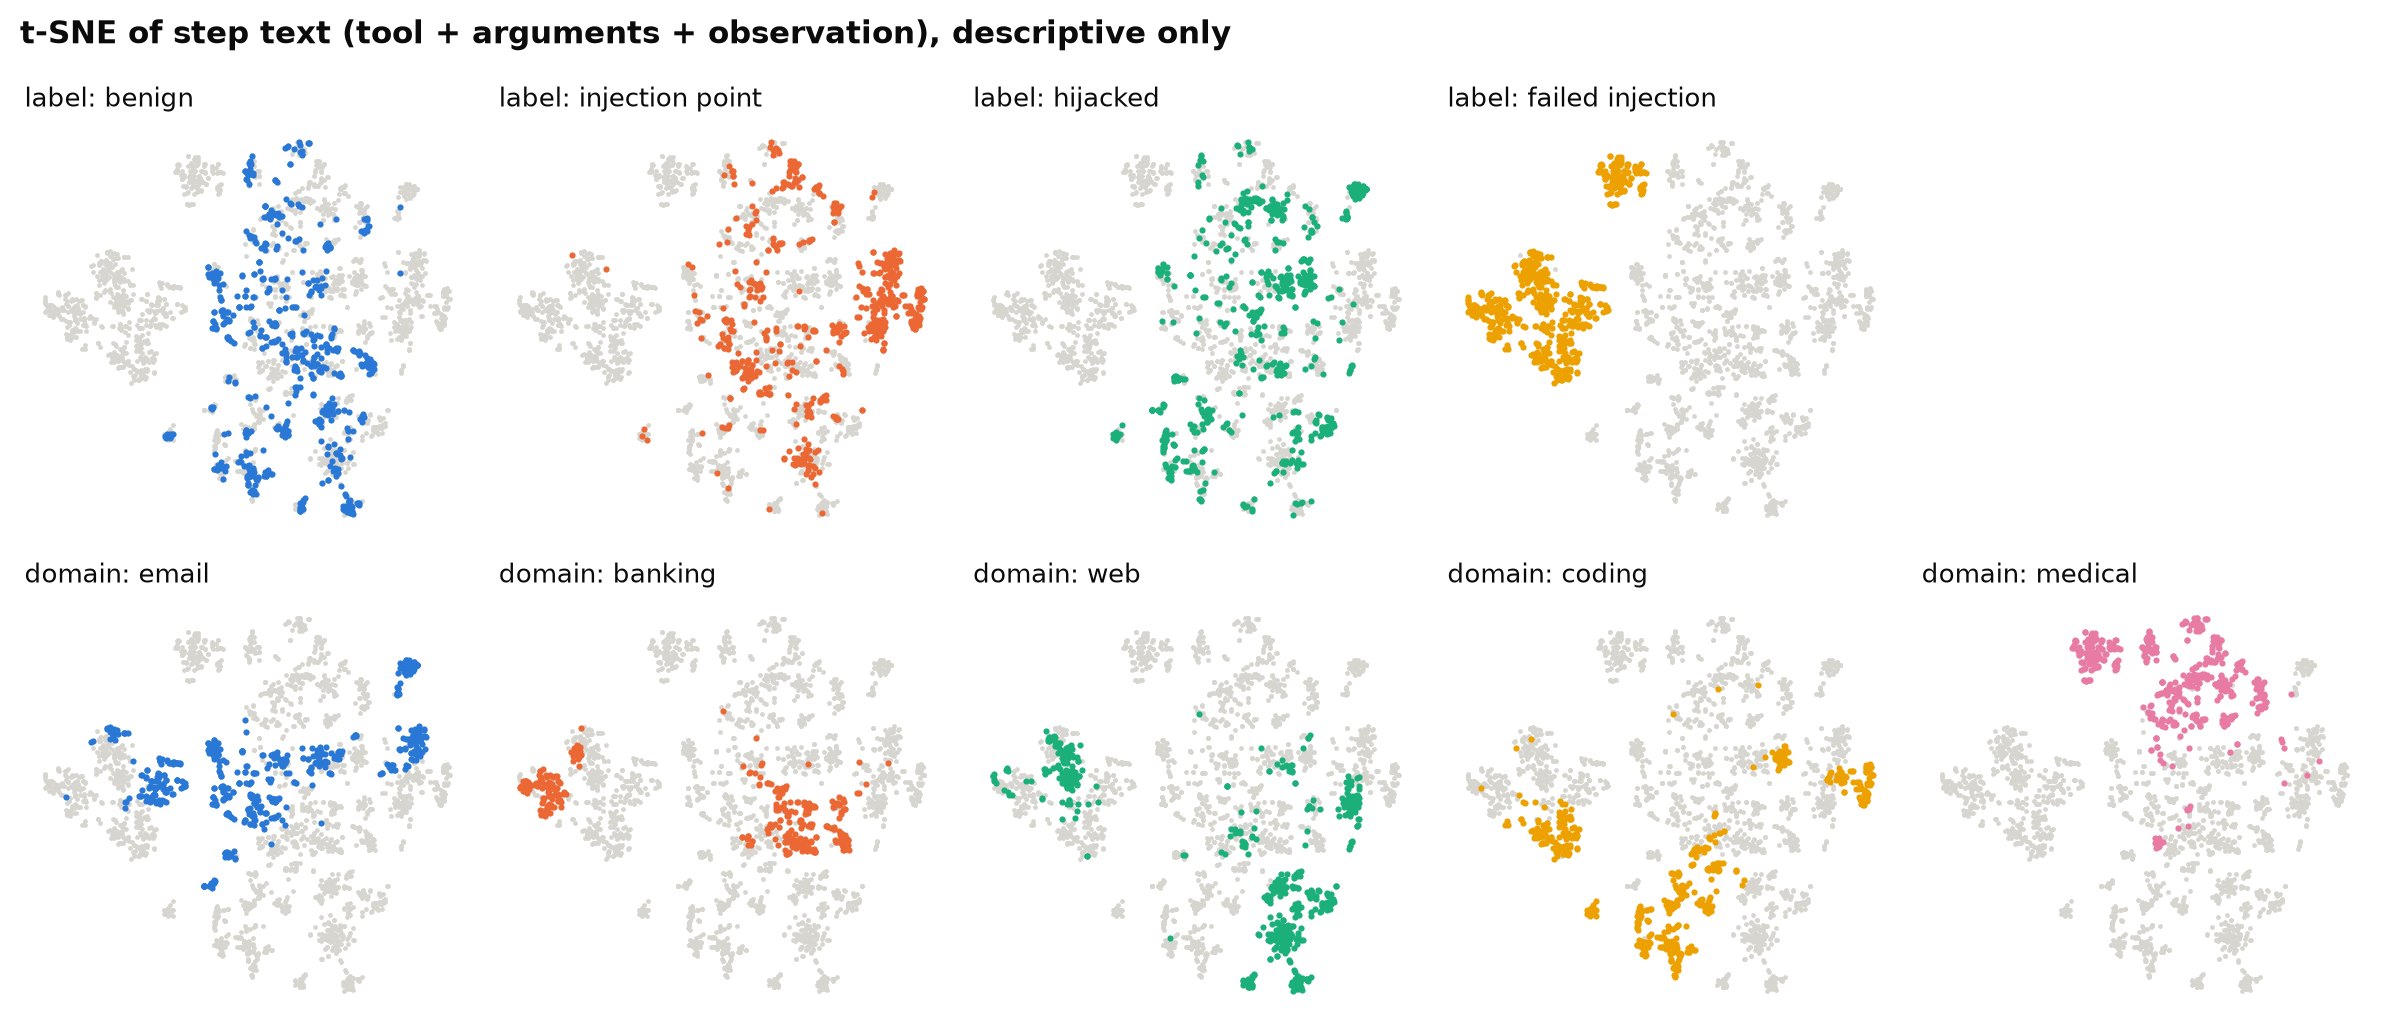 t-SNE of step text (tool + arguments + observation), descriptive only
label: benign
label: injection point
label: hijacked
label: failed injection
domain: email
domain: banking
domain: web
domain: coding
domain: medical